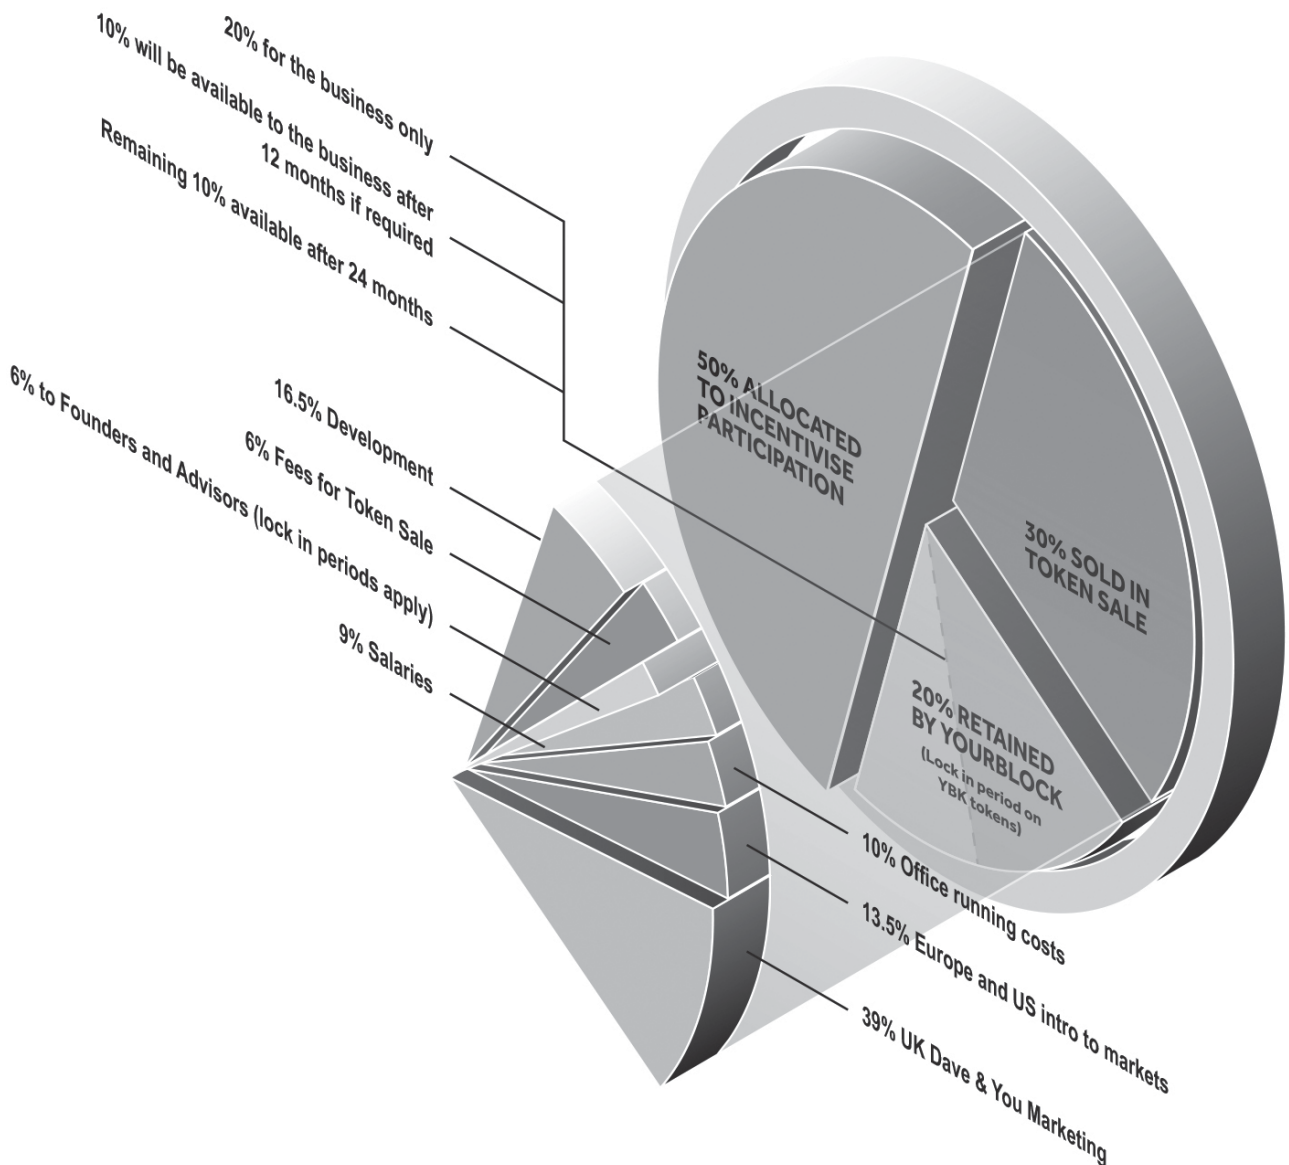 20% for the business only
10% will be available to the business after
12 months if required
Remaining 10% available after 24 months
16.5% Development
6% Fees for Token Sale
6% to Founders and Advisors (lock in periods apply)
9% Salaries
50% ALLOCATED
TO INCENTIVISE
PARTICIPATION
30% SOLD IN
TOKEN SALE
20% RETAINED
BY YOURBLOCK
(Lock in period on
YBK tokens)
10% Office running costs
13.5% Europe and US intro to markets
39% UK Dave & You Marketing